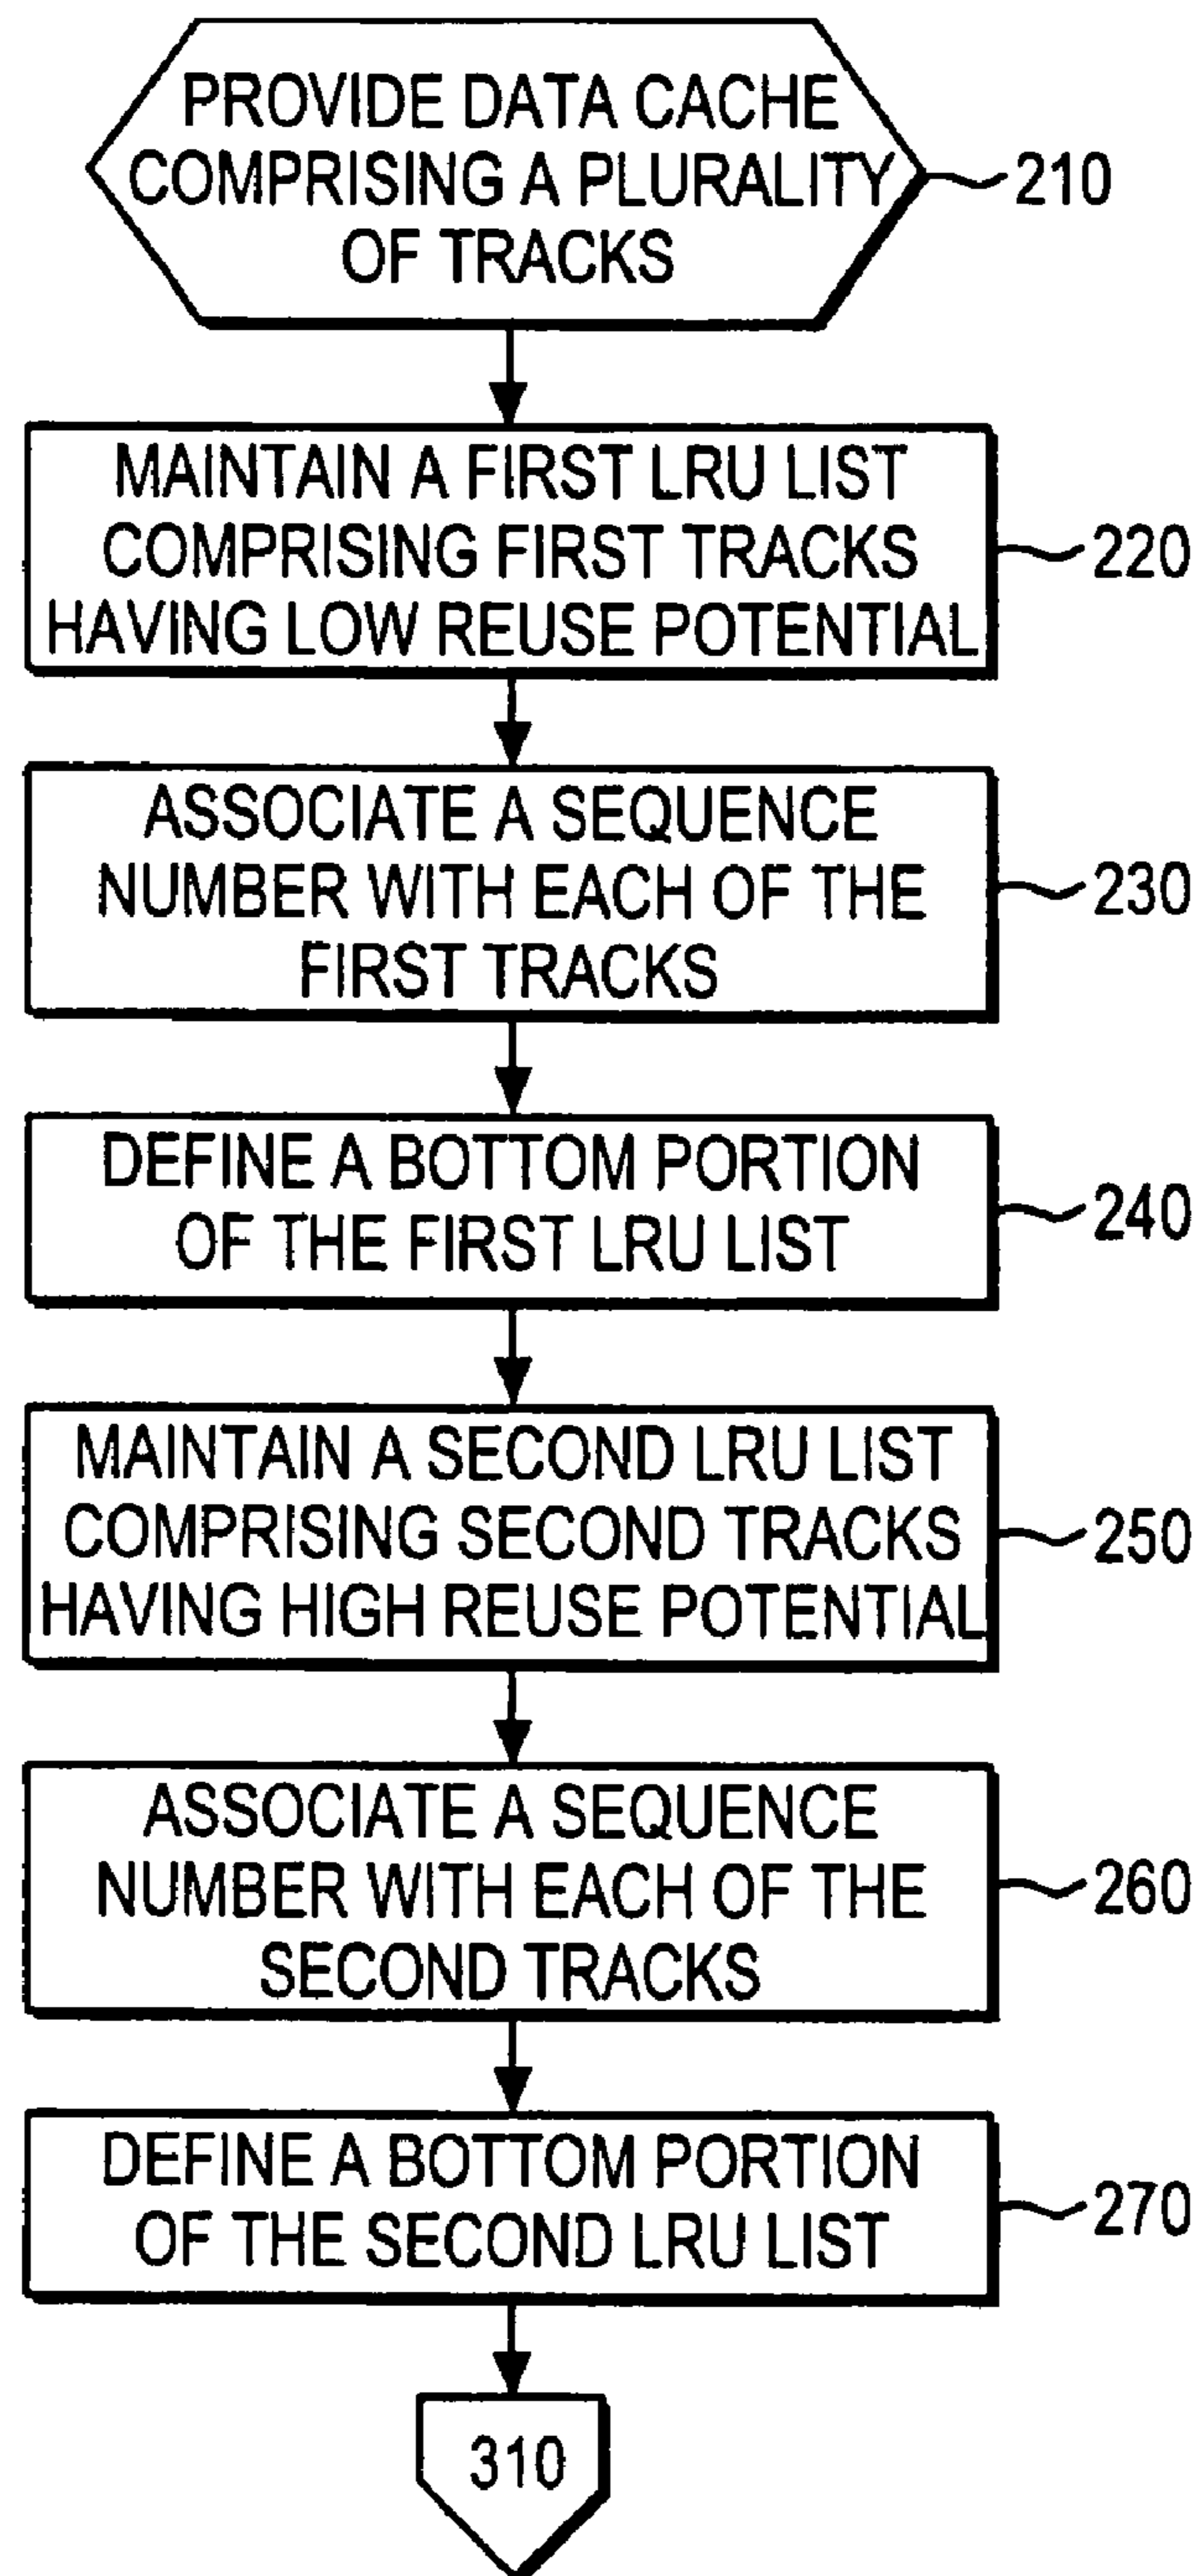 PROVIDE DATA CACHE
COMPRISING A PLURALITY
OF TRACKS
210
MAINTAIN A FIRST LRU LIST
COMPRISING FIRST TRACKS
HAVING LOW REUSE POTENTIAL
220
ASSOCIATE A SEQUENCE
NUMBER WITH EACH OF THE
FIRST TRACKS
230
DEFINE A BOTTOM PORTION
OF THE FIRST LRU LIST
240
MAINTAIN A SECOND LRU LIST
COMPRISING SECOND TRACKS
HAVING HIGH REUSE POTENTIAL
250
ASSOCIATE A SEQUENCE
NUMBER WITH EACH OF THE
SECOND TRACKS
260
DEFINE A BOTTOM PORTION
OF THE SECOND LRU LIST
270
310